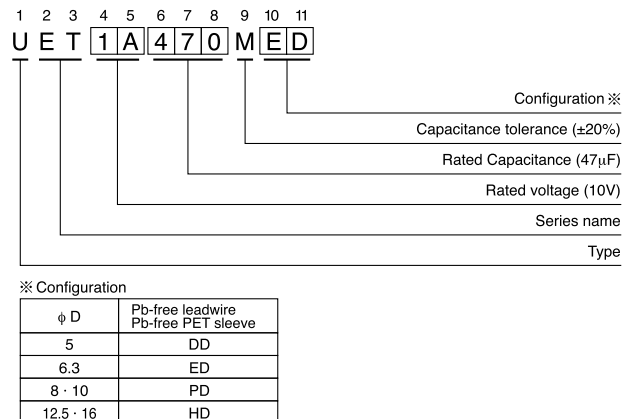 1 2 3 4 5 6 7 8 9 10 11
U E T 1 A 4 7 0 M E D
Configuration ※
Capacitance tolerance (±20%)
Rated Capacitance (47μF)
Rated voltage (10V)
Series name
Type
※ Configuration
ϕ D
Pb-free leadwire
Pb-free PET sleeve
5 DD
6.3 ED
8 · 10 PD
12.5 · 16 HD